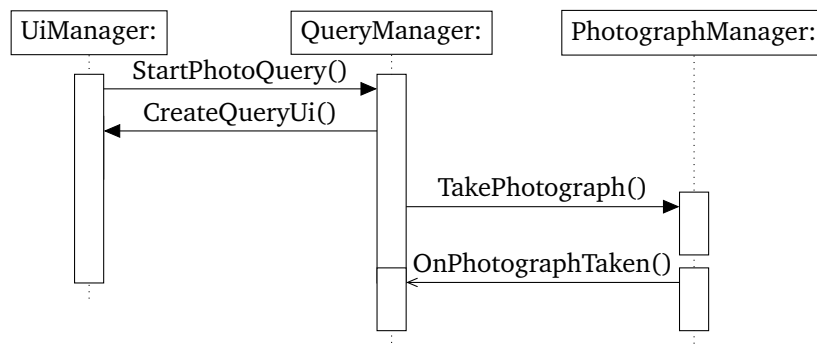 UiManager:
QueryManager:
PhotographManager:
StartPhotoQuery()
CreateQueryUi()
TakePhotograph()
OnPhotographTaken()